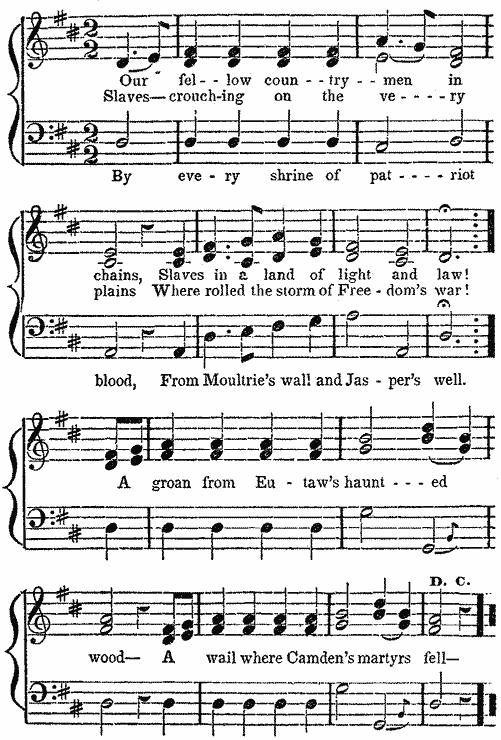 Our fel - - low coun - - try - - men in
Slaves—crouch-ing on the ve - - - - ry
By eve - ry shrine of pat - - - - riot
chains, Slaves in a land of light and law!
plains Where rolled the storm of Free - dom's war!
blood, From Moultrie's wall and Jas - per's well.
A groan from Eu - taw's haunt - - - ed
D. C.
wood— A wail where Camden's martyrs fell—